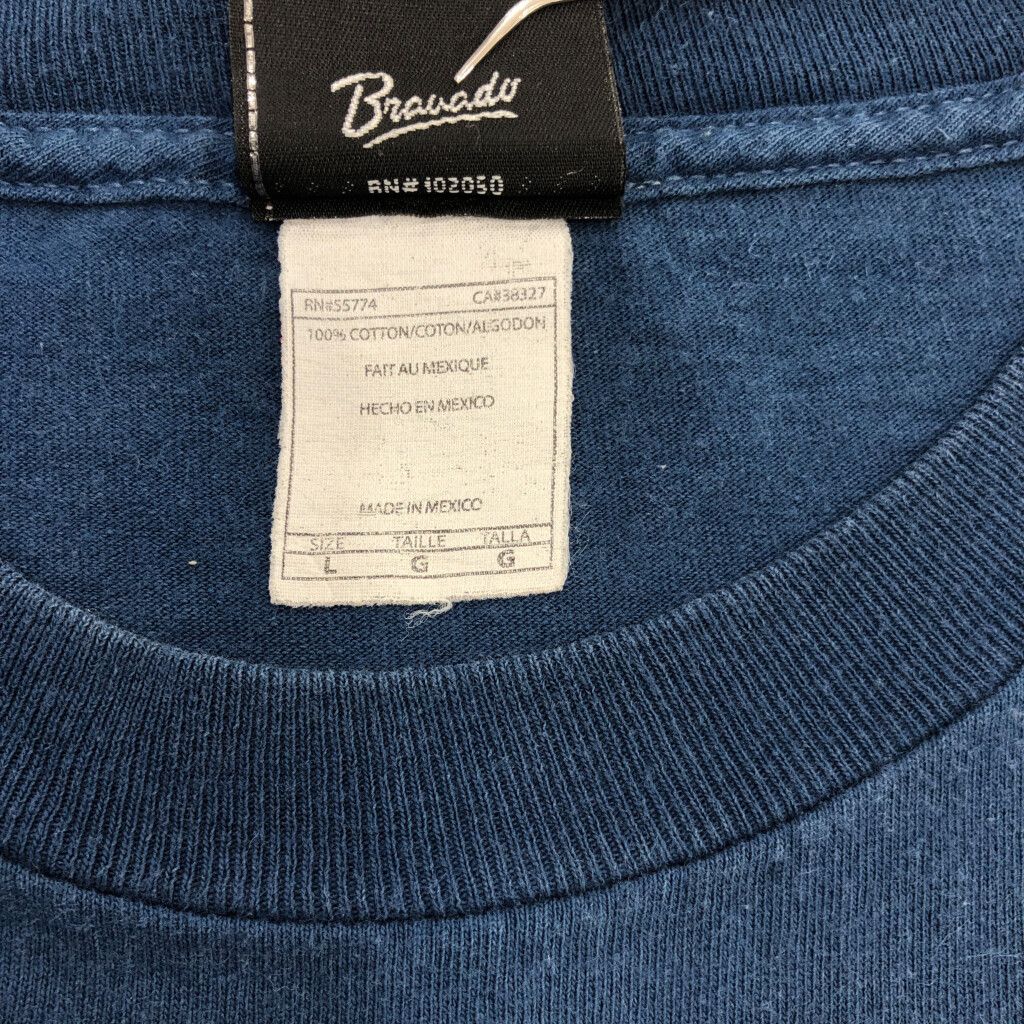 Bravado
RN#102050
RN#55774 CA#38327
100% COTTON/COTON/ALGODON
FAIT AU MEXIQUE
HECHO EN MEXICO
MADE IN MEXICO
SIZE TAILLE TALLA
L G G